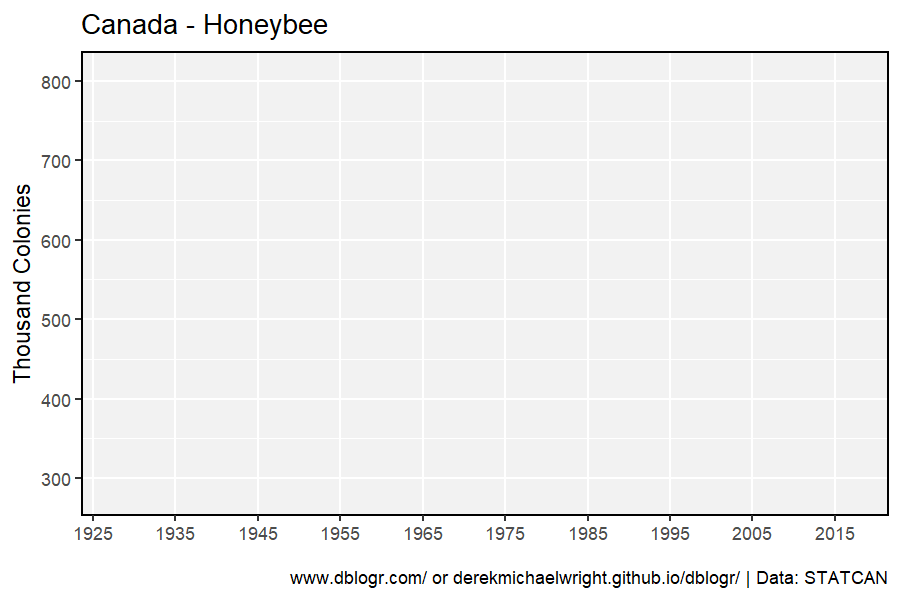 Canada - Honeybee
Thousand Colonies
800
700
600
500
400
300
1925 1935 1945 1955 1965 1975 1985 1995 2005 2015
www.dblogr.com/ or derekmichaelwright.github.io/dblogr/ | Data: STATCAN